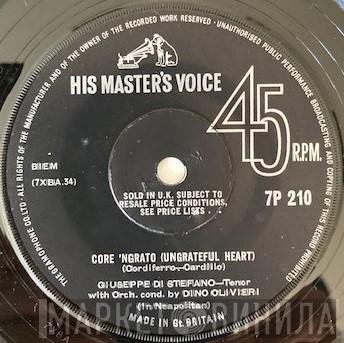 ALL RIGHTS OF THE MANUFACTURER AND OF THE OWNER OF THE RECORDED WORK RESERVED · UNAUTHORISED PUBLIC PERFORMANCE BROADCASTING AND COPYING OF THIS RECORD PROHIBITED
HIS MASTER'S VOICE
45 R.P.M.
BIEM
(7XBA.34)
SOLD IN U.K. SUBJECT TO
RESALE PRICE CONDITIONS,
SEE PRICE LISTS
7P 210
CORE 'NGRATO (UNGRATEFUL HEART)
(Cordiferro-Cardillo)
GIUSEPPE DI STEFANO—Tenor
with Orch. cond. by DINO OLIVIERI
(In Neapolitan)
THE GRAMOPHONE CO. LTD.
MADE IN GT. BRITAIN